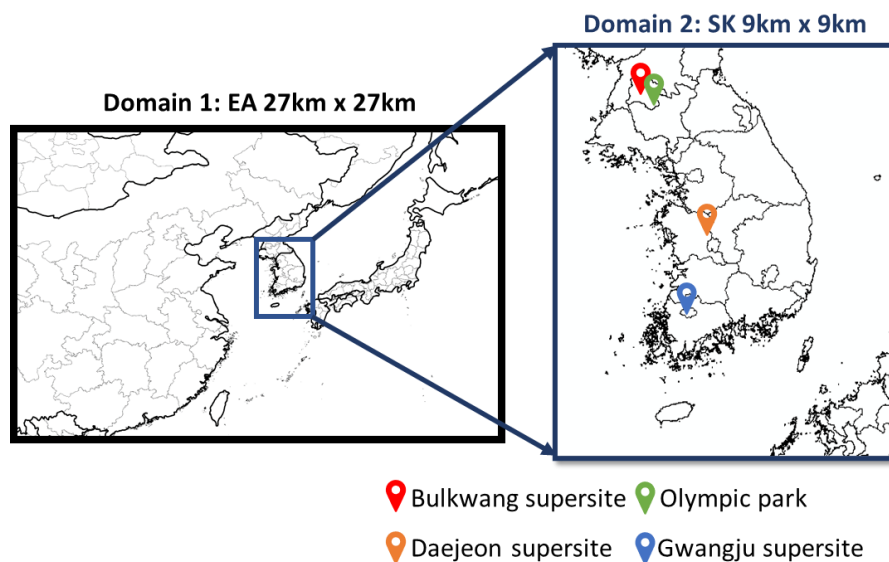 Domain 2: SK 9km x 9km
Domain 1: EA 27km x 27km
Bulkwang supersite
Olympic park
Daejeon supersite
Gwangju supersite